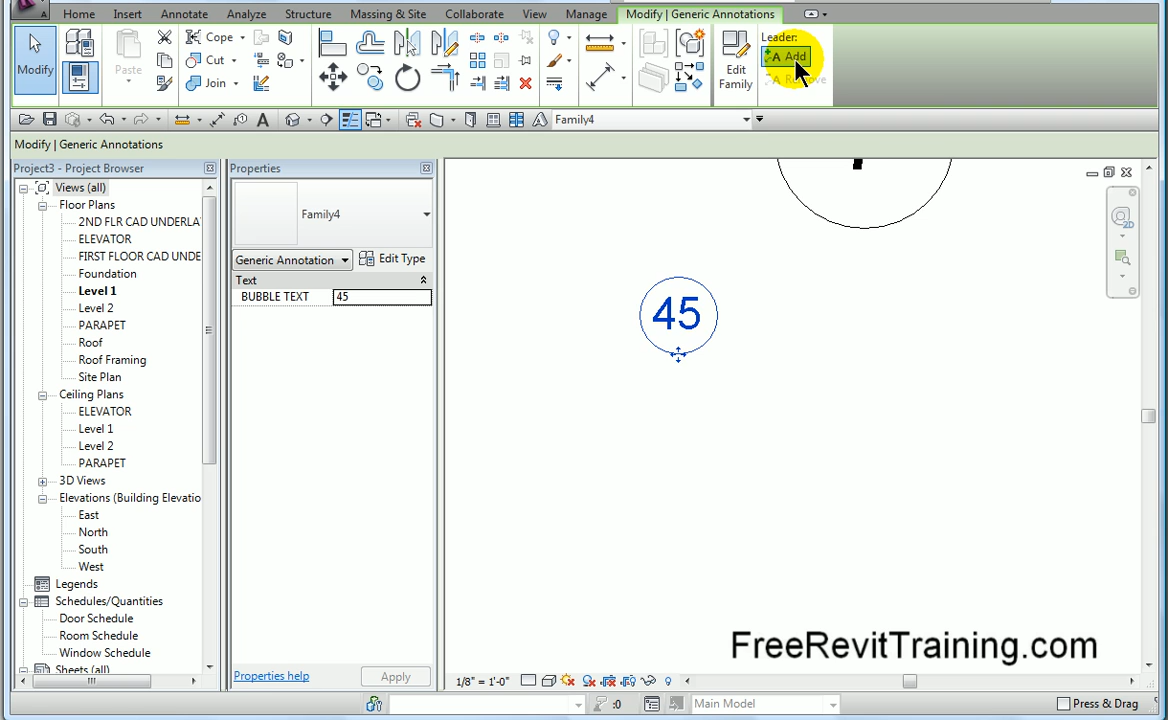 Home Insert Annotate Analyze Structure Massing & Site Collaborate View Manage Modify | Generic Annotations
Modify
Paste
Cope
Cut
Join
Edit Family
Leader:
A Add
Remove
Family4
Modify | Generic Annotations
Project3 - Project Browser
Views (all)
Floor Plans
2ND FLR CAD UNDERLA
ELEVATOR
FIRST FLOOR CAD UNDE
Foundation
Level 1
Level 2
PARAPET
Roof
Roof Framing
Site Plan
Ceiling Plans
ELEVATOR
Level 1
Level 2
PARAPET
3D Views
Elevations (Building Elevatio
East
North
South
West
Legends
Schedules/Quantities
Door Schedule
Room Schedule
Window Schedule
Sheets (all)
Properties
Family4
Generic Annotation
Edit Type
Text
BUBBLE TEXT 45
Properties help
Apply
45
2D
FreeRevitTraining.com
1/8" = 1'-0"
:0
Main Model
Press & Drag